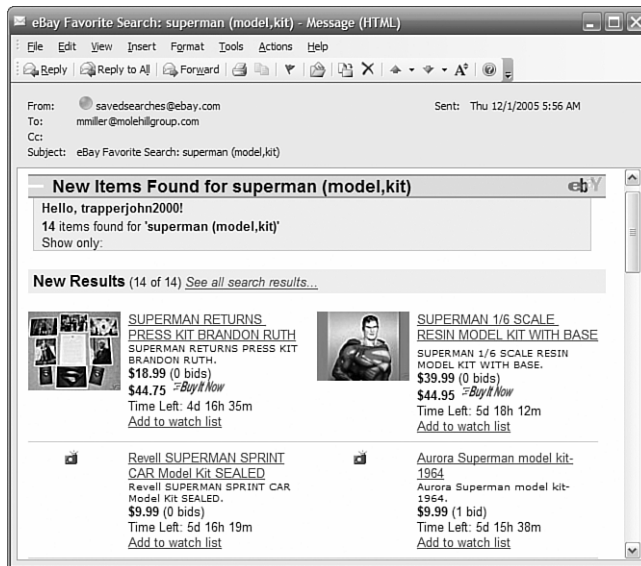 eBay Favorite Search: superman (model,kit) - Message (HTML)
File Edit View Insert Format Tools Actions Help
Reply Reply to All Forward
From: savedsearches@ebay.com Sent: Thu 12/1/2005 5:56 AM
To: mmiller@molehillgroup.com
Cc:
Subject: eBay Favorite Search: superman (model,kit)
New Items Found for superman (model,kit) ebY
Hello, trapperjohn2000!
14 items found for 'superman (model,kit)'
Show only:
New Results (14 of 14) See all search results...
SUPERMAN RETURNS
PRESS KIT BRANDON RUTH
SUPERMAN RETURNS PRESS KIT
BRANDON RUTH.
$18.99 (0 bids)
$44.75 Buy It Now
Time Left: 4d 16h 35m
Add to watch list
SUPERMAN 1/6 SCALE
RESIN MODEL KIT WITH BASE
SUPERMAN 1/6 SCALE RESIN
MODEL KIT WITH BASE.
$39.99 (0 bids)
$44.95 Buy It Now
Time Left: 5d 18h 12m
Add to watch list
Revell SUPERMAN SPRINT
CAR Model Kit SEALED
Revell SUPERMAN SPRINT CAR
Model Kit SEALED.
$9.99 (0 bids)
Time Left: 5d 16h 19m
Add to watch list
Aurora Superman model kit-
1964
Aurora Superman model kit-
1964.
$9.99 (1 bid)
Time Left: 5d 15h 38m
Add to watch list